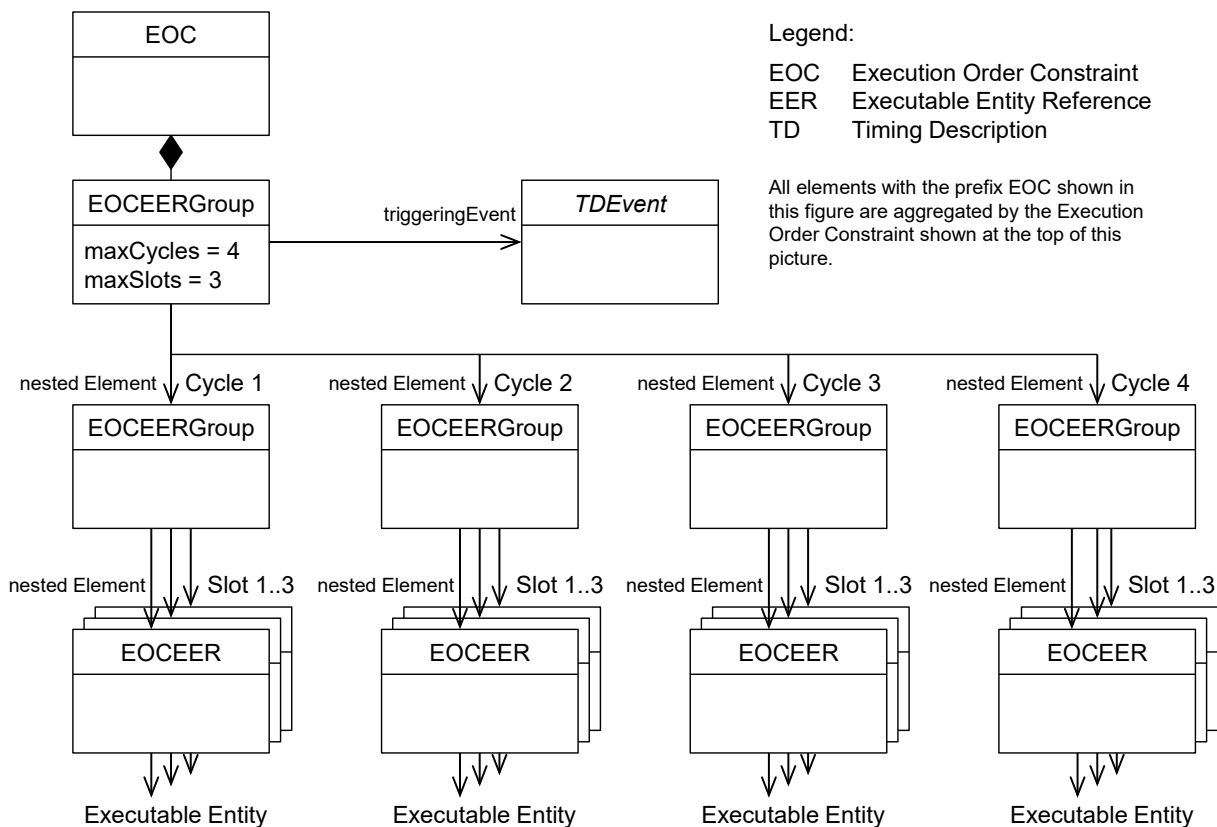 EOC
Legend:
EOC Execution Order Constraint
EER Executable Entity Reference
TD Timing Description
All elements with the prefix EOC shown in
this figure are aggregated by the Execution
Order Constraint shown at the top of this
picture.
EOCEERGroup
maxCycles = 4
maxSlots = 3
triggeringEvent
TDEvent
nested Element Cycle 1 nested Element Cycle 2 nested Element Cycle 3 nested Element Cycle 4
EOCEERGroup EOCEERGroup EOCEERGroup EOCEERGroup
nested Element Slot 1..3 nested Element Slot 1..3 nested Element Slot 1..3 nested Element Slot 1..3
EOCEER EOCEER EOCEER EOCEER
Executable Entity Executable Entity Executable Entity Executable Entity